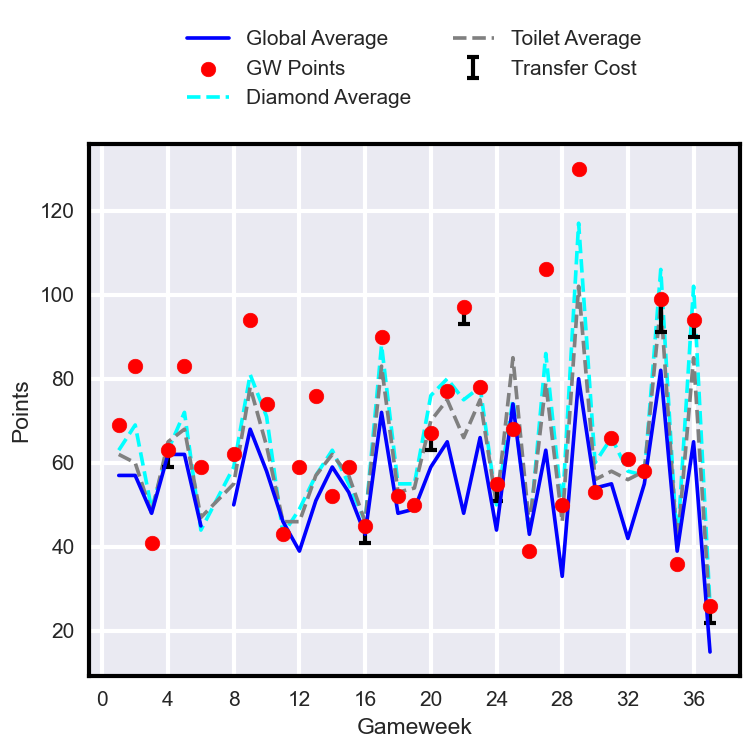 Global Average
GW Points
Diamond Average
Toilet Average
Transfer Cost
Points
120
100
80
60
40
20
0 4 8 12 16 20 24 28 32 36
Gameweek